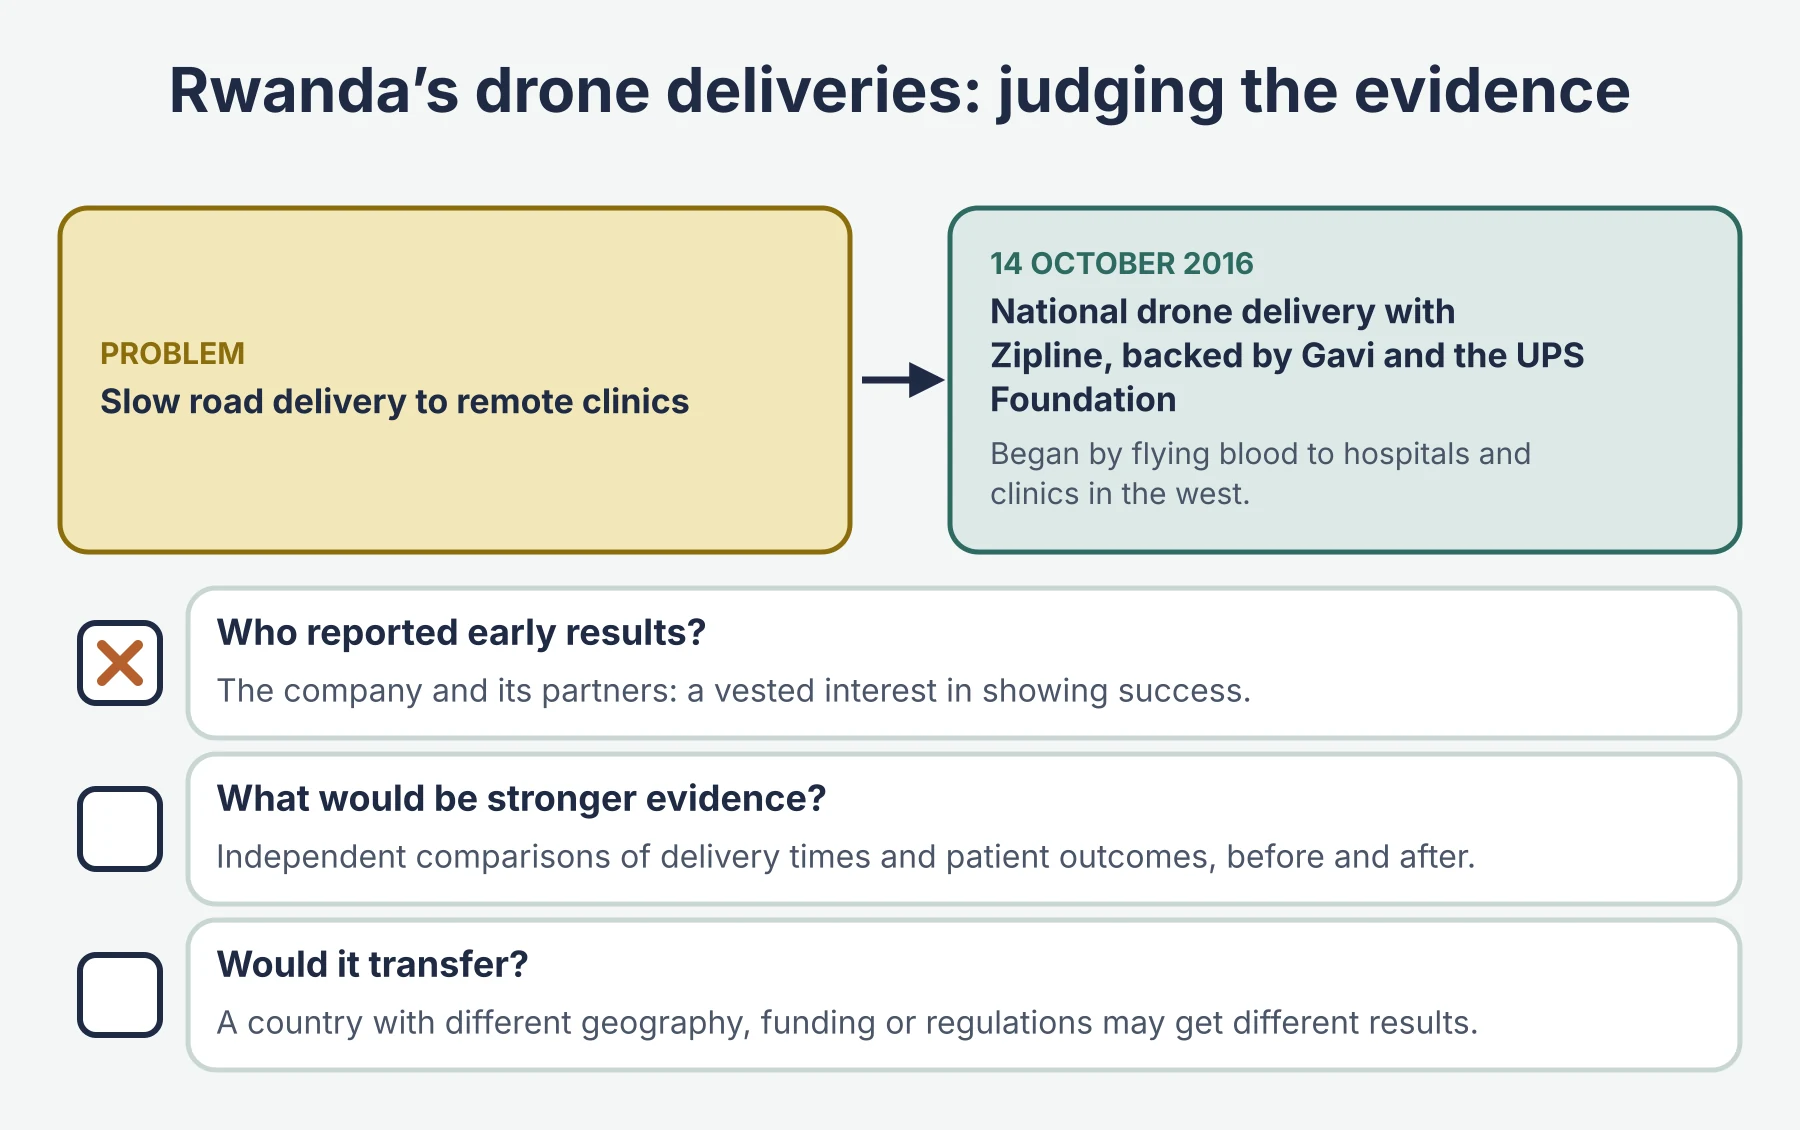 Rwanda’s drone deliveries: judging the evidence
PROBLEM
Slow road delivery to remote clinics
14 OCTOBER 2016
National drone delivery with
Zipline, backed by Gavi and the UPS
Foundation
Began by flying blood to hospitals and
clinics in the west.
Who reported early results?
The company and its partners: a vested interest in showing success.
What would be stronger evidence?
Independent comparisons of delivery times and patient outcomes, before and after.
Would it transfer?
A country with different geography, funding or regulations may get different results.